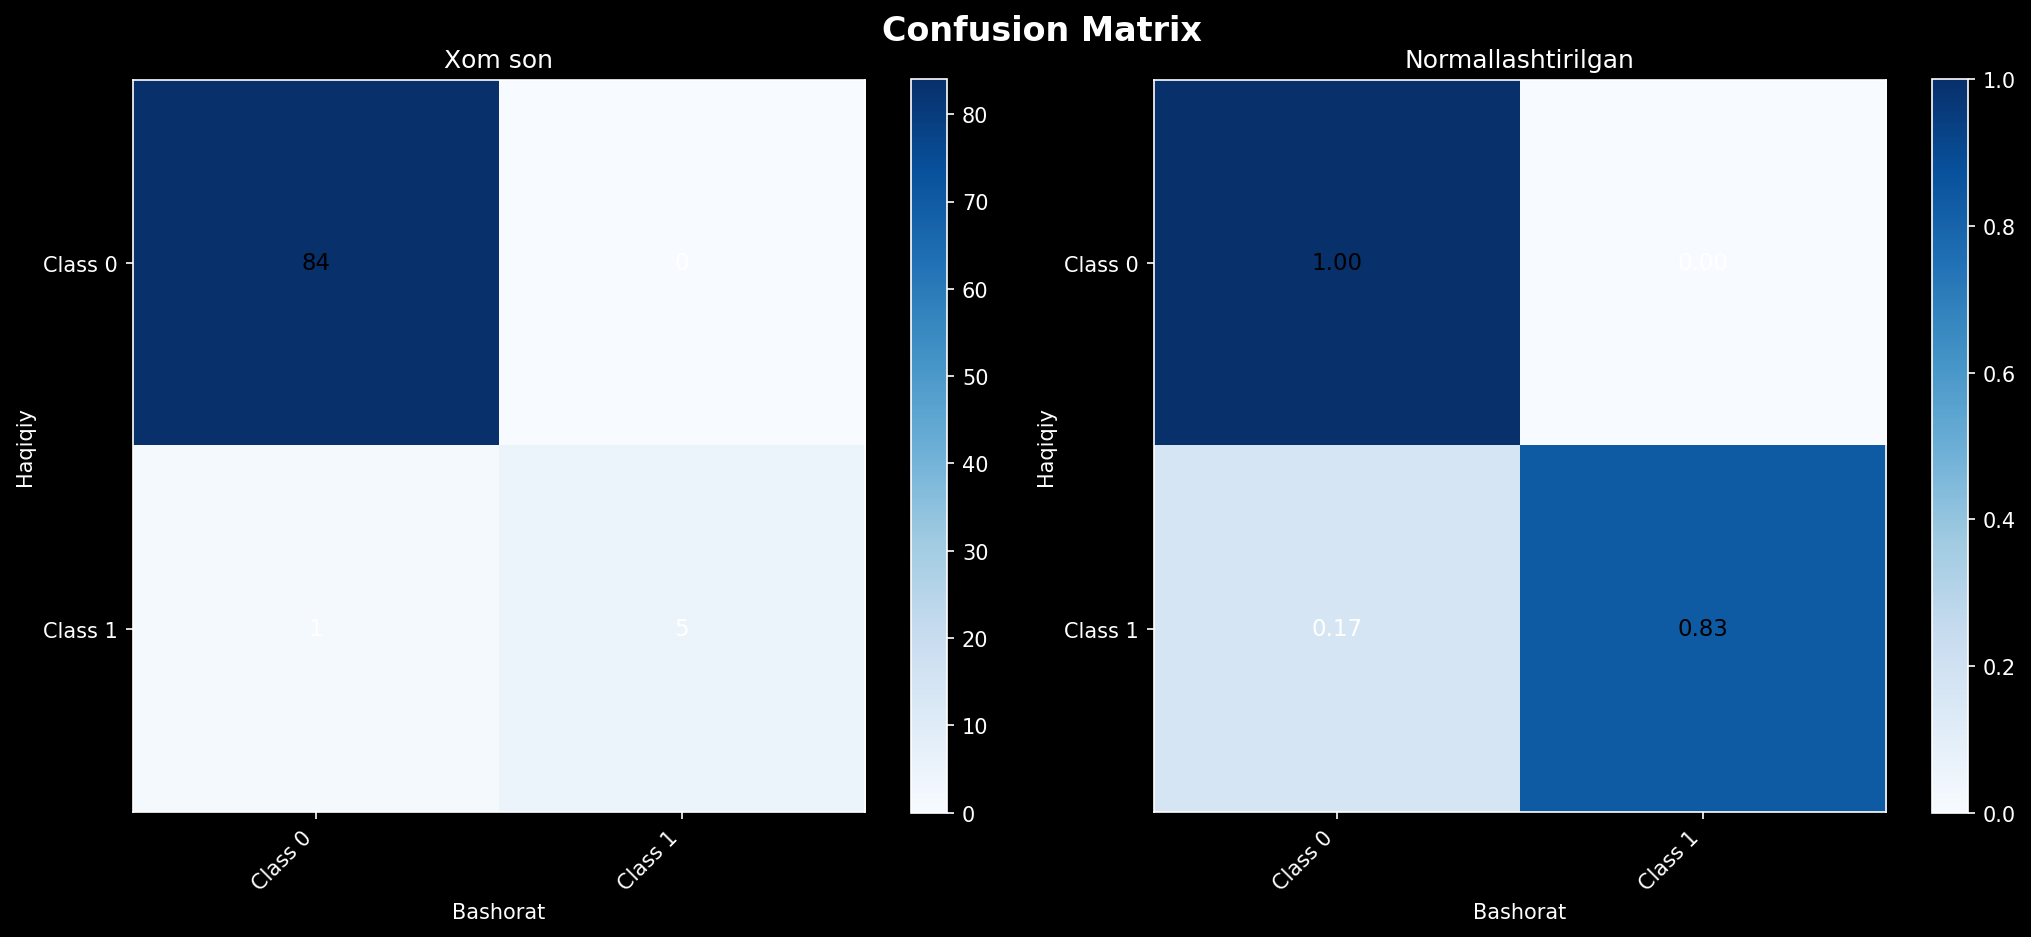 Confusion Matrix
Xom son
Class 0
Class 1
84
0
1
5
Haqiqiy
Class 0
Class 1
Bashorat
80
70
60
50
40
30
20
10
0
Normallashtirilgan
Class 0
Class 1
1.00
0.00
0.17
0.83
Haqiqiy
Class 0
Class 1
Bashorat
1.0
0.8
0.6
0.4
0.2
0.0